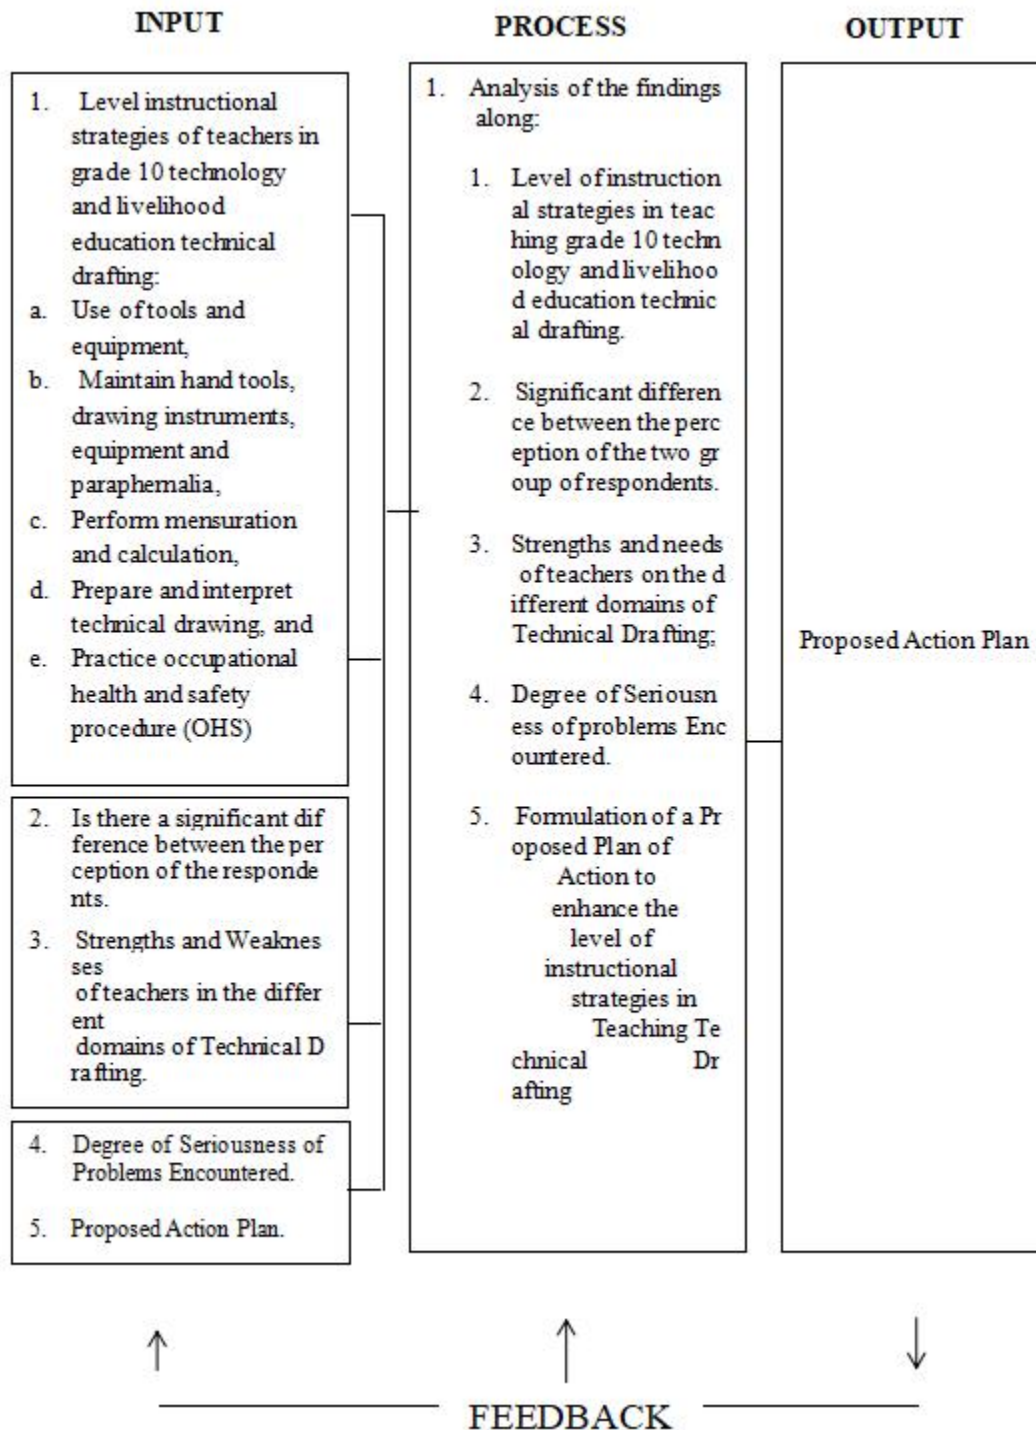 INPUT
1. Level instructional
strategies of teachers in
grade 10 technology
and livelihood
education technical
drafting:
a. Use of tools and
equipment,
b. Maintain hand tools,
drawing instruments,
equipment and
paraphernalia,
c. Perform mensuration
and calculation,
d. Prepare and interpret
technical drawing, and
e. Practice occupational
health and safety
procedure (OHS)
2. Is there a significant dif
ference between the per
ception of the responde
nts.
3. Strengths and Weaknes
ses
of teachers in the differ
ent
domains of Technical D
rafting.
4. Degree of Seriousness of
Problems Encountered.
5. Proposed Action Plan.
PROCESS
1. Analysis of the findings
along:
1. Level of instruction
al strategies in teac
hing grade 10 techn
ology and livelihoo
d education technic
al drafting.
2. Significant differen
ce between the perc
eption of the two gr
oup of respondents.
3. Strengths and needs
of teachers on the d
ifferent domains of
Technical Drafting;
4. Degree of Seriousn
ess of problems Enc
ountered.
5. Formulation of a Pr
oposed Plan of
Action to
enhance the
level of
instructional
strategies in
Teaching Te
chnical Dr
afting
OUTPUT
Proposed Action Plan
FEEDBACK